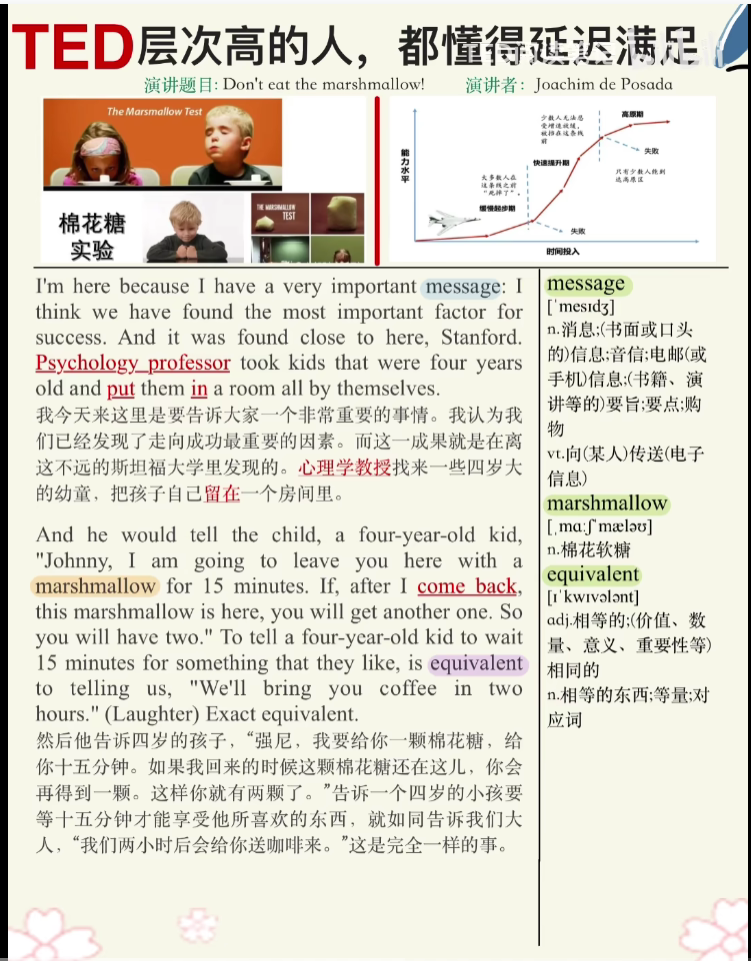 TED层次高的人，都懂得延迟满足
演讲题目: Don't eat the marshmallow!
演讲者: Joachim de Posada
The Marsmallow Test
棉花糖
实验
THE MARSHMALLOW
TEST
能力水平
少数人无法忍
受增速放缓，
被挡在这条线
前
高原期
失败
快速提升期
只有少数人能到
达高原区
大多数人在
这条线之前
“死掉了”。
缓慢起步期
失败
时间投入
I'm here because I have a very important message: I
think we have found the most important factor for
success. And it was found close to here, Stanford.
Psychology professor took kids that were four years
old and put them in a room all by themselves.
我今天来这里是要告诉大家一个非常重要的事情。我认为我
们已经发现了走向成功最重要的因素。而这一成果就是在离
这不远的斯坦福大学里发现的。心理学教授找来一些四岁大
的幼童，把孩子自己留在一个房间里。
And he would tell the child, a four-year-old kid,
"Johnny, I am going to leave you here with a
marshmallow for 15 minutes. If, after I come back,
this marshmallow is here, you will get another one. So
you will have two." To tell a four-year-old kid to wait
15 minutes for something that they like, is equivalent
to telling us, "We'll bring you coffee in two
hours." (Laughter) Exact equivalent.
然后他告诉四岁的孩子，“强尼，我要给你一颗棉花糖，给
你十五分钟。如果我回来的时候这颗棉花糖还在这儿，你会
再得到一颗。这样你就有两颗了。”告诉一个四岁的小孩要
等十五分钟才能享受他所喜欢的东西，就如同告诉我们大
人，“我们两小时后会给你送咖啡来。”这是完全一样的事。
message
[ˈmesɪdʒ]
n.消息;(书面或口头
的)信息;音信;电邮(或
手机)信息;(书籍、演
讲等的)要旨;要点;购
物
vt.向(某人)传送(电子
信息)
marshmallow
[ˌmɑːʃˈmæləʊ]
n.棉花软糖
equivalent
[ɪˈkwɪvələnt]
adj.相等的;(价值、数
量、意义、重要性等)
相同的
n.相等的东西;等量;对
应词